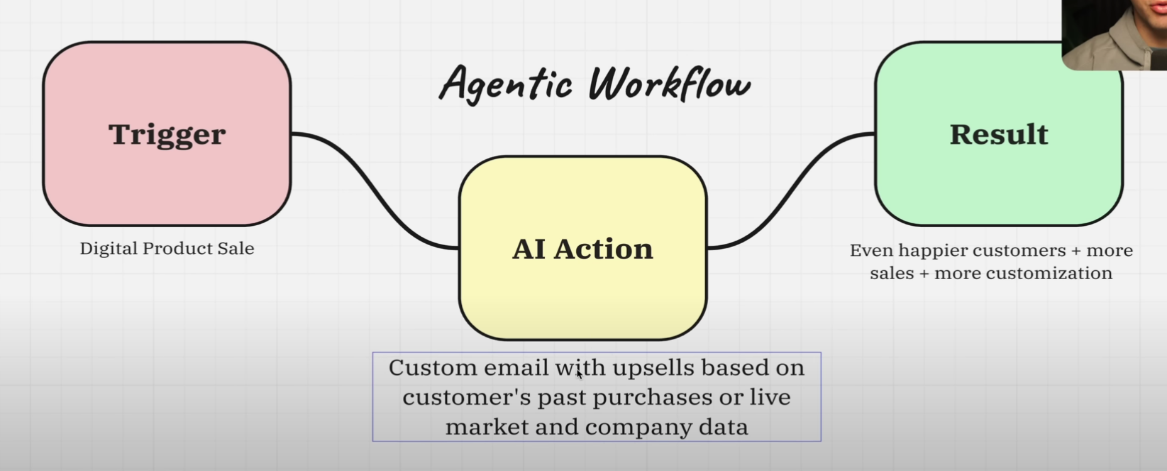 Agentic Workflow
Trigger
Digital Product Sale
AI Action
Custom email with upsells based on
customer's past purchases or live
market and company data
Result
Even happier customers + more
sales + more customization